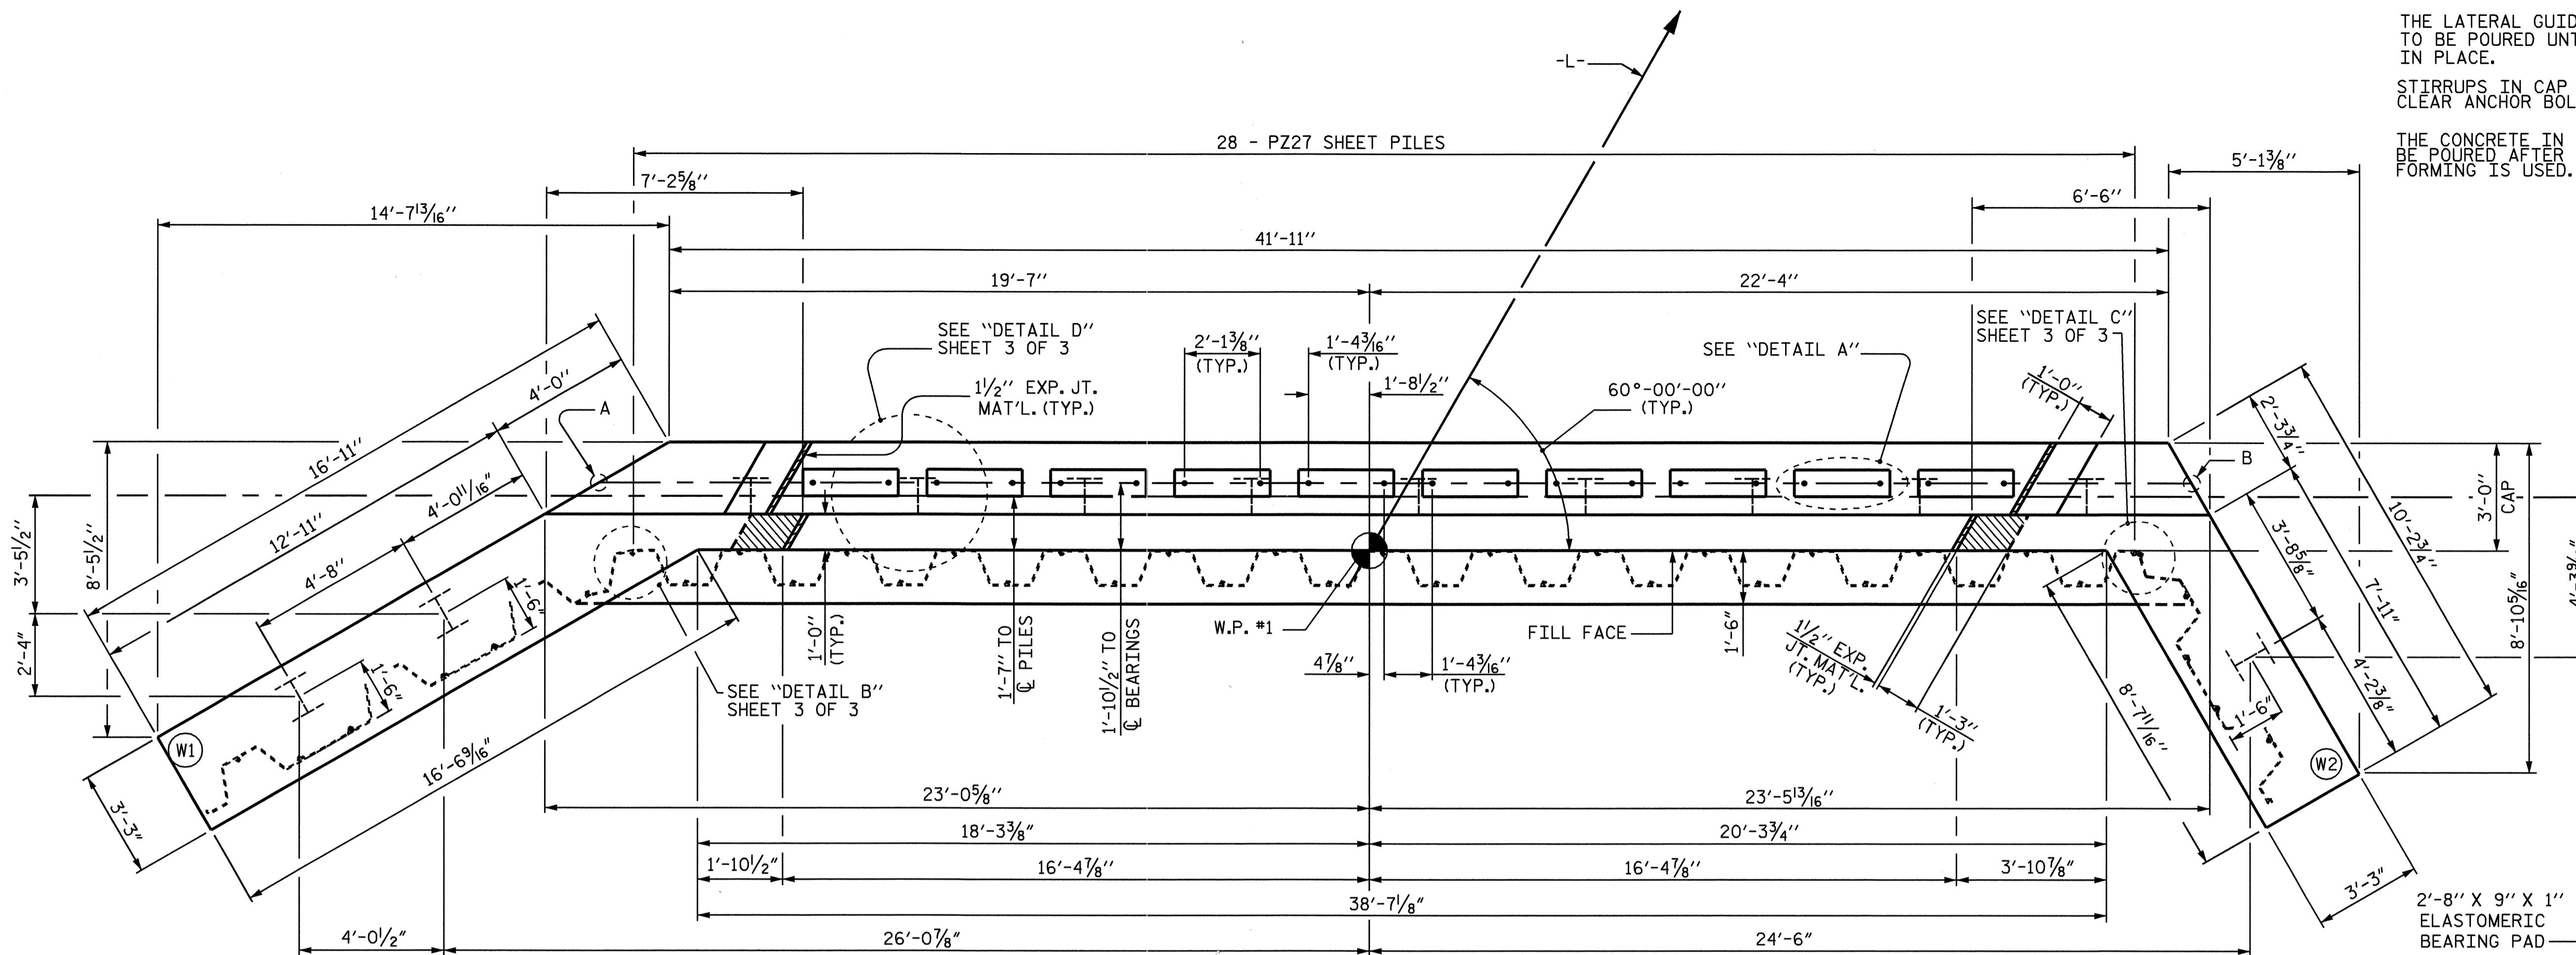 THE LATERAL GUID
TO BE POURED UNT
IN PLACE.
STIRRUPS IN CAP
CLEAR ANCHOR BOL
THE CONCRETE IN
BE POURED AFTER
FORMING IS USED.
-L-
28 - PZ27 SHEET PILES
5'-1⅜"
7'-2⅝"
6'-6"
14'-7¹³⁄₁₆"
41'-11"
19'-7"
22'-4"
SEE "DETAIL D"
SHEET 3 OF 3
2'-1⅜"
(TYP.)
1'-4³⁄₁₆"
(TYP.)
1'-8½"
SEE "DETAIL A"
SEE "DETAIL C"
SHEET 3 OF 3
1½" EXP. JT.
MAT'L. (TYP.)
60°-00'-00"
(TYP.)
1'-0"
(TYP.)
4'-0"
A
16'-11"
12'-11"
4'-0¹¹⁄₁₆"
4'-8"
1'-6"
1'-6"
3'-5½"
8'-5½"
2'-4"
2'-3¾"
B
3'-0"
CAP
10'-2¾"
3'-8⅝"
7'-11"
8'-10⁵⁄₁₆"
4'-2⅜"
1'-6"
8'-7¹¹⁄₁₆"
1'-0"
(TYP.)
1'-7" TO
℄ PILES
1'-10½" TO
℄ BEARINGS
W.P. #1
4⅞"
1'-4³⁄₁₆"
(TYP.)
FILL FACE
1'-6"
1½" EXP.
JT. MAT'L.
(TYP.)
1'-3"
(TYP.)
SEE "DETAIL B"
SHEET 3 OF 3
W1
W2
16'-6⁹⁄₁₆"
3'-3"
3'-3"
23'-0⅝"
23'-5¹³⁄₁₆"
18'-3⅜"
20'-3¾"
1'-10½"
16'-4⅞"
16'-4⅞"
3'-10⅞"
38'-7⅛"
4'-0½"
26'-0⅞"
24'-6"
2'-8" X 9" X 1"
ELASTOMERIC
BEARING PAD